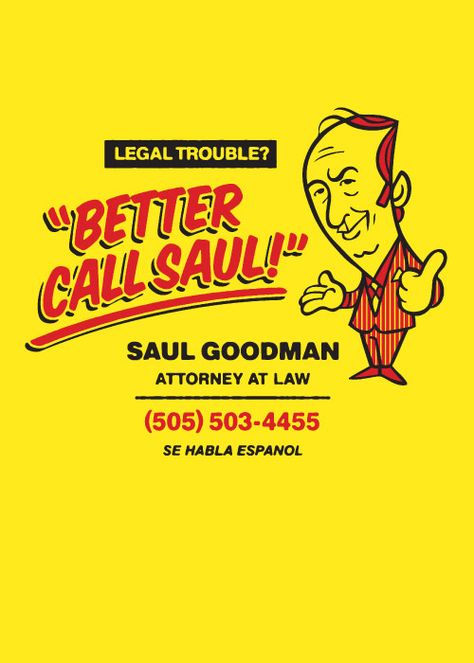 LEGAL TROUBLE?
"BETTER
CALL SAUL!"
SAUL GOODMAN
ATTORNEY AT LAW
(505) 503-4455
SE HABLA ESPANOL